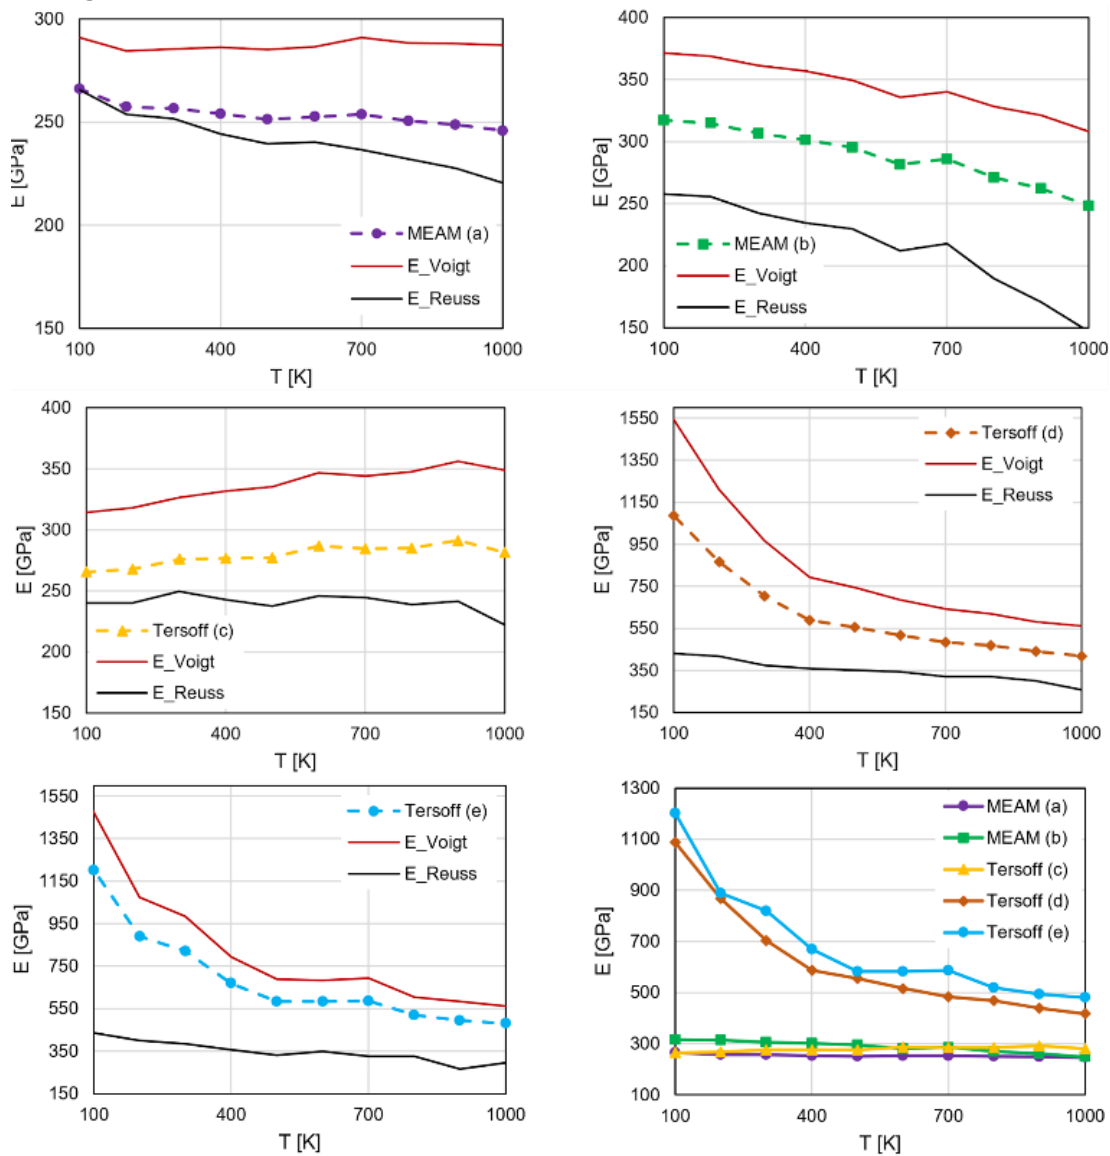 300
250
200
150
E [GPa]
MEAM (a)
E_Voigt
E_Reuss
100 400 700 1000
T [K]
400
350
300
250
200
150
E [GPa]
MEAM (b)
E_Voigt
E_Reuss
100 400 700 1000
T [K]
400
350
300
250
200
150
E [GPa]
Tersoff (c)
E_Voigt
E_Reuss
100 400 700 1000
T [K]
1550
1350
1150
950
750
550
350
150
E [GPa]
Tersoff (d)
E_Voigt
E_Reuss
100 400 700 1000
T [K]
1550
1350
1150
950
750
550
350
150
E [GPa]
Tersoff (e)
E_Voigt
E_Reuss
100 400 700 1000
T [K]
1300
1100
900
700
500
300
100
E [GPa]
MEAM (a)
MEAM (b)
Tersoff (c)
Tersoff (d)
Tersoff (e)
100 400 700 1000
T [K]